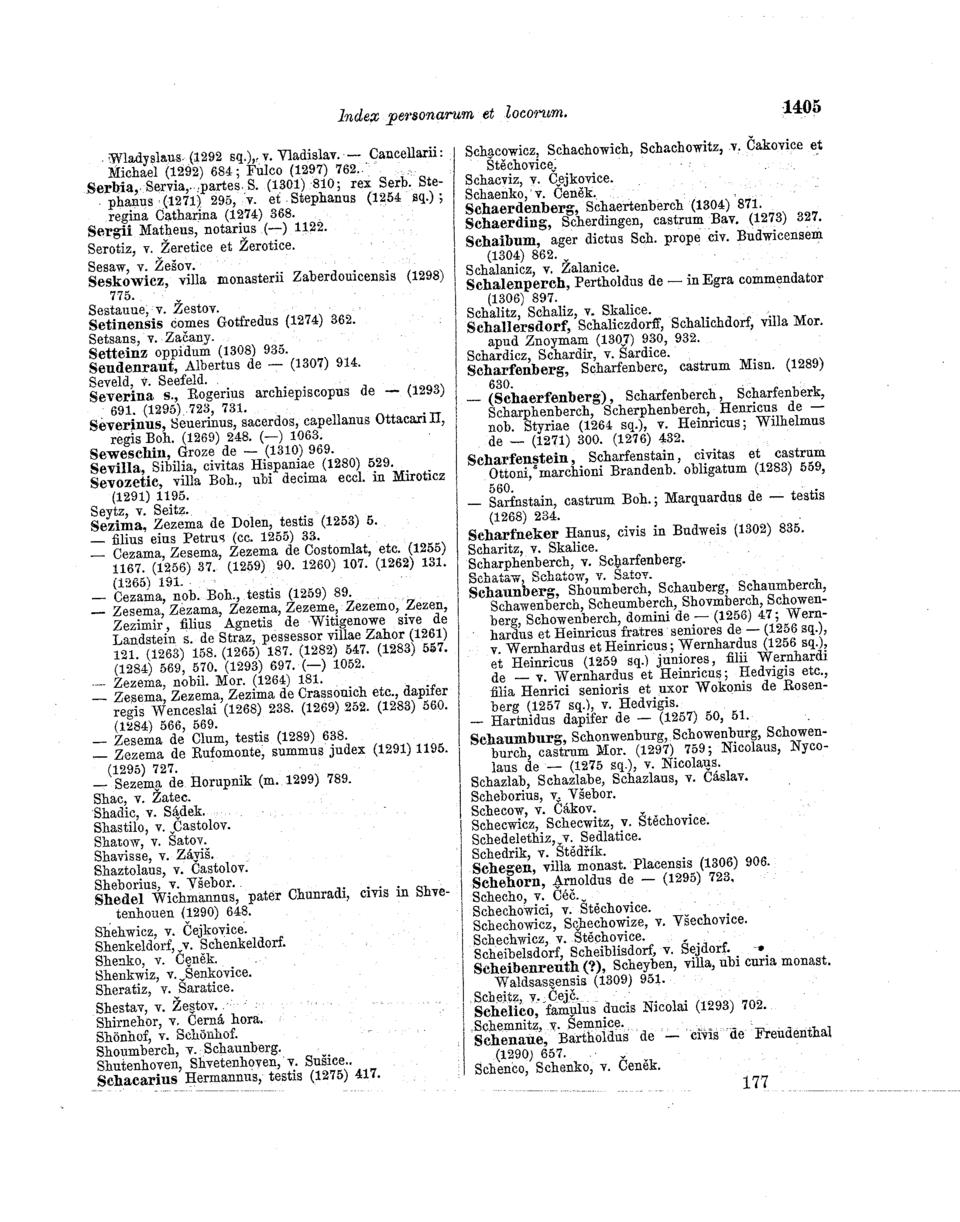 Index personarum et locorum.
1405
Wladyslaus (1292 sq.), v. Vladislav. — Cancellarii:
Michael (1292) 684; Fulco (1297) 762.
Serbia, Servia, partes S. (1301) 810; rex Serb. Ste-
phanus (1271) 295, v. et Stephanus (1254 sq.);
regina Catharina (1274) 368.
Sergii Matheus, notarius (—) 1122.
Serotiz, v. Žeretice et Žerotice.
Sesaw, v. Žešov.
Seskowicz, villa monasterii Zaberdouicensis (1298)
775.
Sestauue, v. Žestov.
Setinensis comes Gotfredus (1274) 362.
Setsans, v. Začany.
Setteinz oppidum (1308) 935.
Seudenraut, Albertus de — (1307) 914.
Seveld, v. Seefeld.
Severina s., Rogerius archiepiscopus de — (1293)
691. (1295) 723, 731.
Severinus, Seuerinus, sacerdos, capellanus Ottacari II,
regis Boh. (1269) 248. (—) 1063.
Seweschin, Groze de — (1310) 969.
Sevilla, Sibilia, civitas Hispaniae (1280) 529.
Sevozetic, villa Boh., ubi decima eccl. in Miroticz
(1291) 1195.
Seytz, v. Seitz.
Sezima, Zezema de Dolen, testis (1253) 5.
— filius eius Petrus (cc. 1255) 33.
— Cezama, Zesema, Zezema de Costomlat, etc. (1255)
1167. (1256) 37. (1259) 90. 1260) 107. (1262) 131.
(1265) 191.
— Cezama, nob. Boh., testis (1259) 89.
— Zesema, Zezama, Zezema, Zezeme, Zezemo, Zezen,
Zezimir, filius Agnetis de Witigenowe sive de
Landstein s. de Straz, pessessor villae Zahor (1261)
121. (1263) 158. (1265) 187. (1282) 547. (1283) 557.
(1284) 569, 570. (1293) 697. (—) 1052.
— Zezema, nobil. Mor. (1264) 181.
— Zesema, Zezema, Zezima de Crassonich etc., dapifer
regis Wenceslai (1268) 238. (1269) 252. (1283) 560.
(1284) 566, 569.
— Zesema de Clum, testis (1289) 638.
— Zezema de Rufomonte, summus judex (1291) 1195.
(1295) 727.
— Sezema de Horupnik (m. 1299) 789.
Shac, v. Žatec.
Shadic, v. Sádek.
Shastilo, v. Častolov.
Shatow, v. Šatov.
Shavisse, v. Záviš.
Shaztolaus, v. Častolov.
Sheborius, v. Všebor.
Shedel Wichmannus, pater Chunradi, civis in Shve-
tenhouen (1290) 648.
Shehwicz, v. Čejkovice.
Shenkeldorf, v. Schenkeldorf.
Shenko, v. Čeněk.
Shenkwiz, v. Šenkovice.
Sheratiz, v. Šaratice.
Shestav, v. Žestov.
Shirnehor, v. Černá hora.
Shönhof, v. Schönhof.
Shoumberch, v. Schaunberg.
Shutenhoven, Shvetenhoven, v. Sušice..
Schacarius Hermannus, testis (1275) 417.
Schacowicz, Schachowich, Schachowitz, v. Čakovice et
Štěchovice.
Schacviz, v. Čejkovice.
Schaenko, v. Čeněk.
Schaerdenberg, Schaertenberch (1304) 871.
Schaerding, Scherdingen, castrum Bav. (1273) 327.
Schaibum, ager dictus Sch. prope civ. Budwicensem
(1304) 862.
Schalanicz, v. Žalanice.
Schalenperch, Pertholdus de — in Egra commendator
(1306) 897.
Schalitz, Schaliz, v. Skalice.
Schallersdorf, Schaliczdorff, Schalichdorf, villa Mor.
apud Znoymam (1307) 930, 932.
Schardicz, Schardir, v. Šardice.
Scharfenberg, Scharfenberc, castrum Misn. (1289)
630.
— (Schaerfenberg), Scharfenberch, Scharfenberk,
Scharphenberch, Scherphenberch, Henricus de —
nob. Styriae (1264 sq.), v. Heinricus; Wilhelmus
de — (1271) 300. (1276) 432.
Scharfenstein, Scharfenstain, civitas et castrum
Ottoni, marchioni Brandenb. obligatum (1283) 559,
560.
— Sarfnstain, castrum Boh.; Marquardus de — testis
(1268) 234.
Scharfneker Hanus, civis in Budweis (1302) 835.
Scharitz, v. Skalice.
Scharphenberch, v. Scharfenberg.
Schataw, Schatow, v. Šatov.
Schaunberg, Shoumberch, Schauberg, Schaumberch,
Schawenberch, Scheumberch, Shovmberch, Schowen-
berg, Schowenberch, domini de — (1256) 47; Wern-
hardus et Heinricus fratres seniores de — (1256 sq.),
v. Wernhardus et Heinricus; Wernhardus (1256 sq.),
et Heinricus (1259 sq.) juniores, filii Wernhardi
de — v. Wernhardus et Heinricus; Hedvigis etc.,
filia Henrici senioris et uxor Wokonis de Rosen-
berg (1257 sq.), v. Hedvigis.
— Hartnidus dapifer de — (1257) 50, 51.
Schaumburg, Schonwenburg, Schowenburg, Schowen-
burch, castrum Mor. (1297) 759; Nicolaus, Nyco-
laus de — (1275 sq.), v. Nicolaus.
Schazlab, Schazlabe, Schazlaus, v. Čáslav.
Scheborius, v. Všebor.
Schecow, v. Čákov.
Schecwicz, Schecwitz, v. Štěchovice.
Schedelethiz, v. Sedlatice.
Schedrik, v. Štědřík.
Schegen, villa monast. Placensis (1306) 906.
Schehorn, Arnoldus de — (1295) 723.
Schecho, v. Čéč.
Schechowici, v. Štěchovice.
Schechowicz, Schechowize, v. Všechovice.
Schechwicz, v. Štěchovice.
Scheibelsdorf, Scheiblisdorf, v. Šejdorf.
Scheibenreuth (?), Scheyben, villa, ubi curia monast.
Waldsassensis (1309) 951.
Scheitz, v. Čejč.
Schelico, famulus ducis Nicolai (1293) 702.
Schemnitz, v. Šemnice.
Schenaue, Bartholdus de — civis de Freudenthal
(1290) 657.
Schenco, Schenko, v. Čeněk.
177